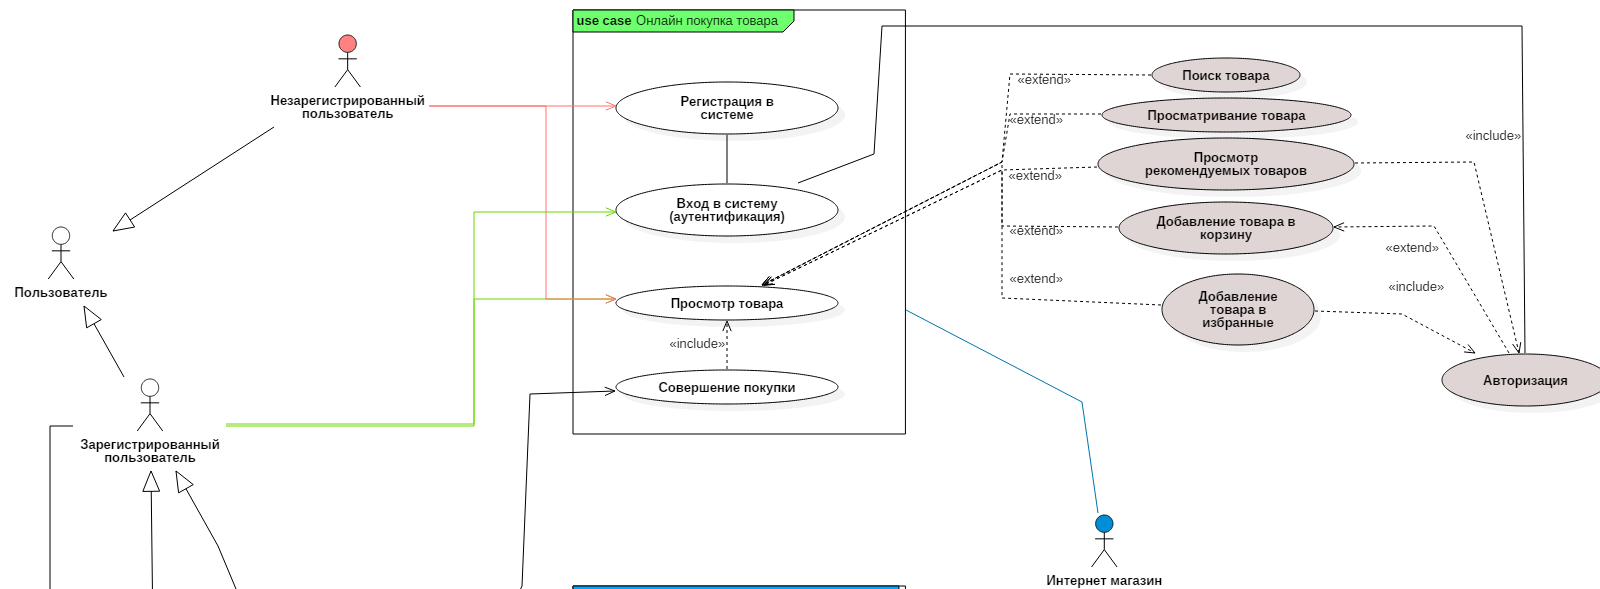 use case Онлайн покупка товара
Незарегистрированный
пользователь
Регистрация в
системе
Вход в систему
(аутентификация)
Просмотр товара
«include»
Совершение покупки
Пользователь
Зарегистрированный
пользователь
«extend»
Поиск товара
«extend»
Просматривание товара
«include»
Просмотр
рекомендуемых товаров
«extend»
Добавление товара в
корзину
«extend»
«extend»
«extend»
Добавление
товара в
избранные
«include»
Авторизация
Интернет магазин